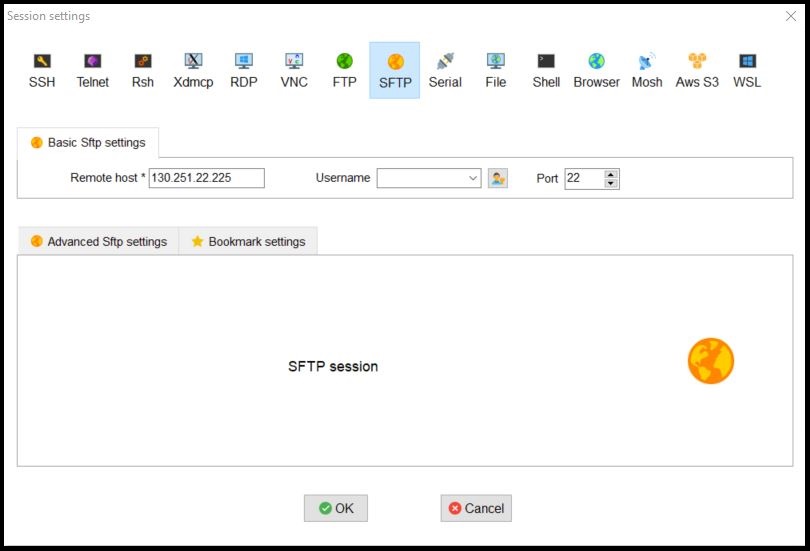 Session settings
SSH Telnet Rsh Xdmcp RDP VNC FTP SFTP Serial File Shell Browser Mosh Aws S3 WSL
Basic Sftp settings
Remote host * 130.251.22.225 Username Port 22
Advanced Sftp settings Bookmark settings
SFTP session
OK Cancel